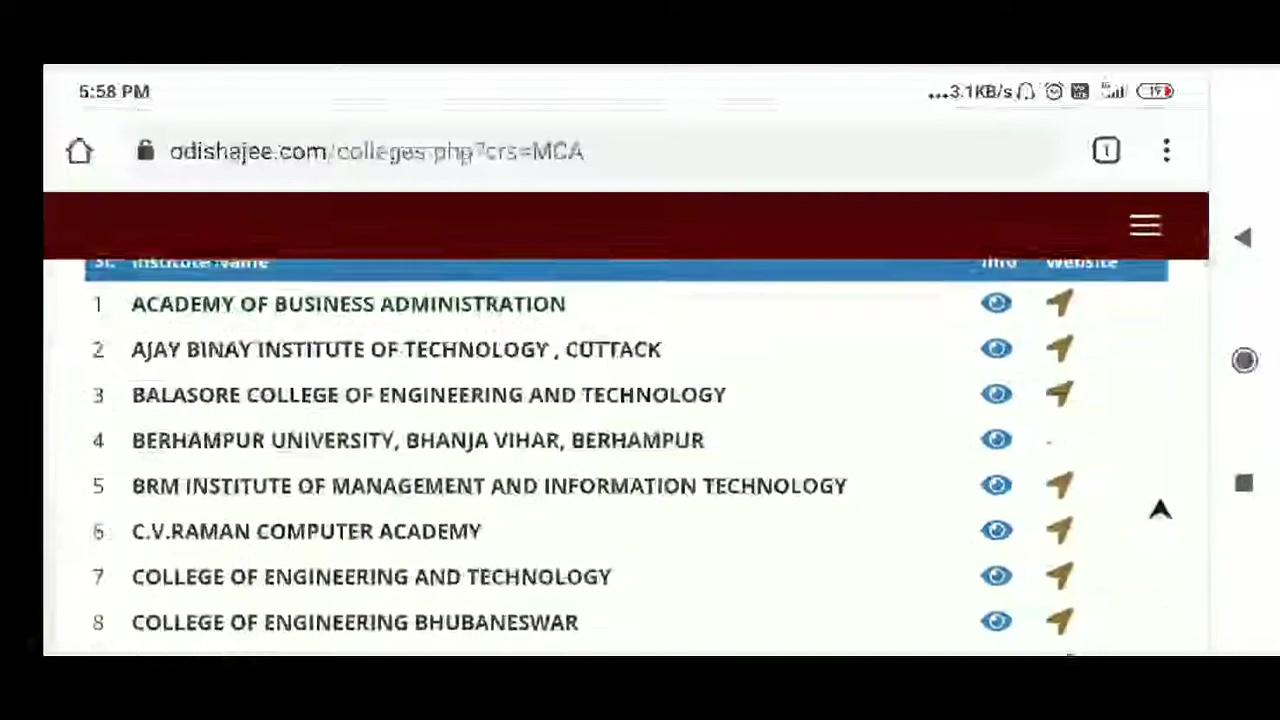 5:58 PM ...3.1KB/s 19
odishajee.com/colleges.php?crs=MCA 1
Sl. Institute Name Info Website
1 ACADEMY OF BUSINESS ADMINISTRATION
2 AJAY BINAY INSTITUTE OF TECHNOLOGY , CUTTACK
3 BALASORE COLLEGE OF ENGINEERING AND TECHNOLOGY
4 BERHAMPUR UNIVERSITY, BHANJA VIHAR, BERHAMPUR -
5 BRM INSTITUTE OF MANAGEMENT AND INFORMATION TECHNOLOGY
6 C.V.RAMAN COMPUTER ACADEMY
7 COLLEGE OF ENGINEERING AND TECHNOLOGY
8 COLLEGE OF ENGINEERING BHUBANESWAR